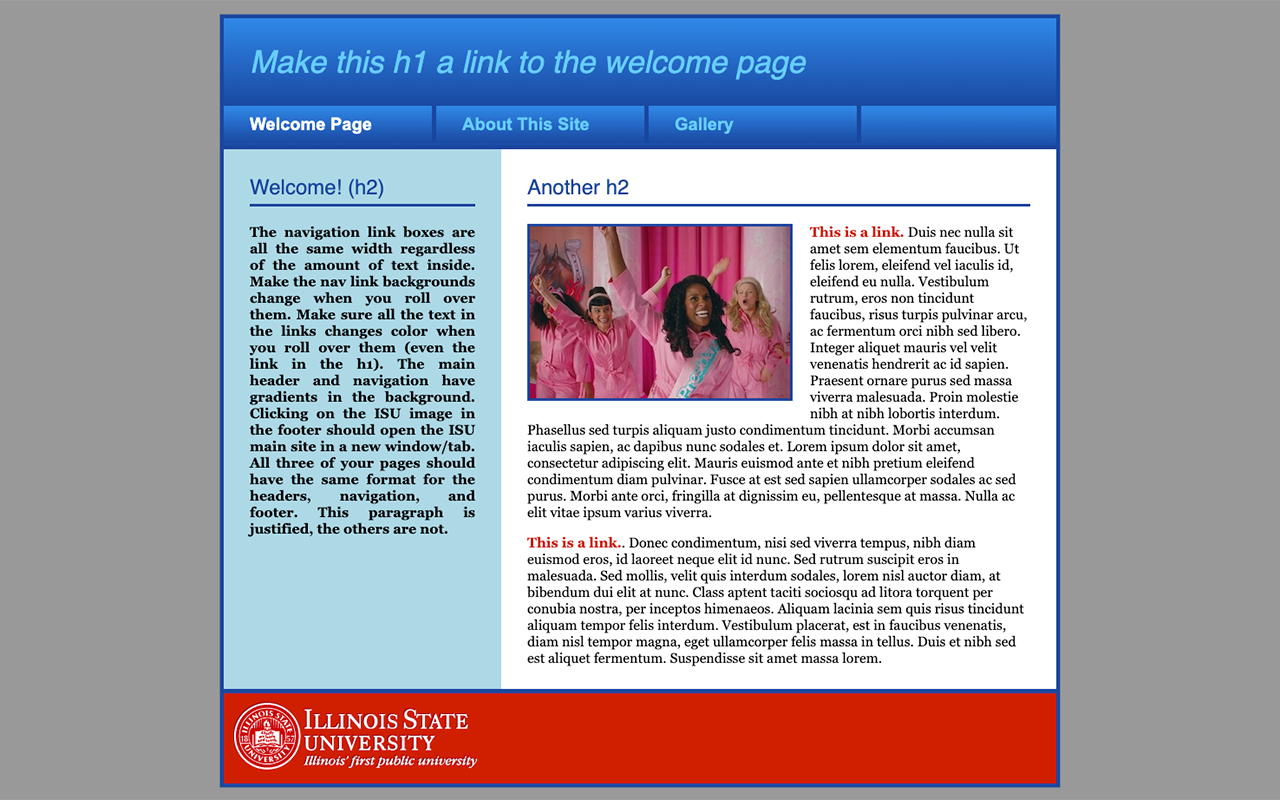 Make this h1 a link to the welcome page
Welcome Page
About This Site
Gallery
Welcome! (h2)
The navigation link boxes are
all the same width regardless
of the amount of text inside.
Make the nav link backgrounds
change when you roll over
them. Make sure all the text in
the links changes color when
you roll over them (even the
link in the h1). The main
header and navigation have
gradients in the background.
Clicking on the ISU image in
the footer should open the ISU
main site in a new window/tab.
All three of your pages should
have the same format for the
headers, navigation, and
footer. This paragraph is
justified, the others are not.
Another h2
This is a link. Duis nec nulla sit
amet sem elementum faucibus. Ut
felis lorem, eleifend vel iaculis id,
eleifend eu nulla. Vestibulum
rutrum, eros non tincidunt
faucibus, risus turpis pulvinar arcu,
ac fermentum orci nibh sed libero.
Integer aliquet mauris vel velit
venenatis hendrerit ac id sapien.
Praesent ornare purus sed massa
viverra malesuada. Proin molestie
nibh at nibh lobortis interdum.
Phasellus sed turpis aliquam justo condimentum tincidunt. Morbi accumsan
iaculis sapien, ac dapibus nunc sodales et. Lorem ipsum dolor sit amet,
consectetur adipiscing elit. Mauris euismod ante et nibh pretium eleifend
condimentum diam pulvinar. Fusce at est sed sapien ullamcorper sodales ac sed
purus. Morbi ante orci, fringilla at dignissim eu, pellentesque at massa. Nulla ac
elit vitae ipsum varius viverra.
This is a link.. Donec condimentum, nisi sed viverra tempus, nibh diam
euismod eros, id laoreet neque elit id nunc. Sed rutrum suscipit eros in
malesuada. Sed mollis, velit quis interdum sodales, lorem nisl auctor diam, at
bibendum dui elit at nunc. Class aptent taciti sociosqu ad litora torquent per
conubia nostra, per inceptos himenaeos. Aliquam lacinia sem quis risus tincidunt
aliquam tempor felis interdum. Vestibulum placerat, est in faucibus venenatis,
diam nisl tempor magna, eget ullamcorper felis massa in tellus. Duis et nibh sed
est aliquet fermentum. Suspendisse sit amet massa lorem.
ILLINOIS STATE
UNIVERSITY
Illinois' first public university
ILLINOIS STATE
18 57
UNIVERSITY